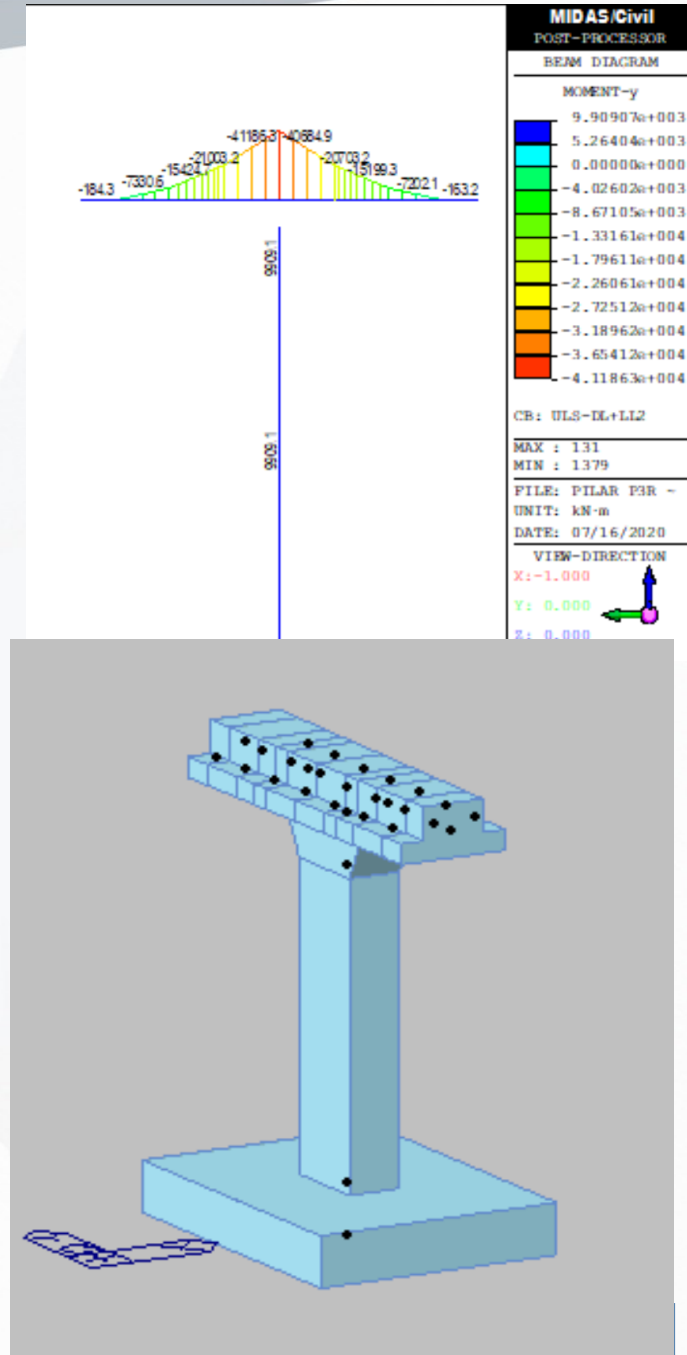 MIDAS/Civil
POST-PROCESSOR
BEAM DIAGRAM
MOMENT-y
9.90907e+003
5.26404e+003
0.00000e+000
-4.02602e+003
-8.67105e+003
-1.33161e+004
-1.79611e+004
-2.26061e+004
-2.72512e+004
-3.18962e+004
-3.65412e+004
-4.11863e+004
CB: ULS-DL+LL2
MAX : 131
MIN : 1379
FILE: PILAR P3R ~
UNIT: kN·m
DATE: 07/16/2020
VIEW-DIRECTION
X:-1.000
Y: 0.000
Z: 0.000
-41186.3 -40684.9
-21003.2 -20703.2
-15199.3
-7330.6 -7202.1
-184.3 -163.2
9909.1
9909.1